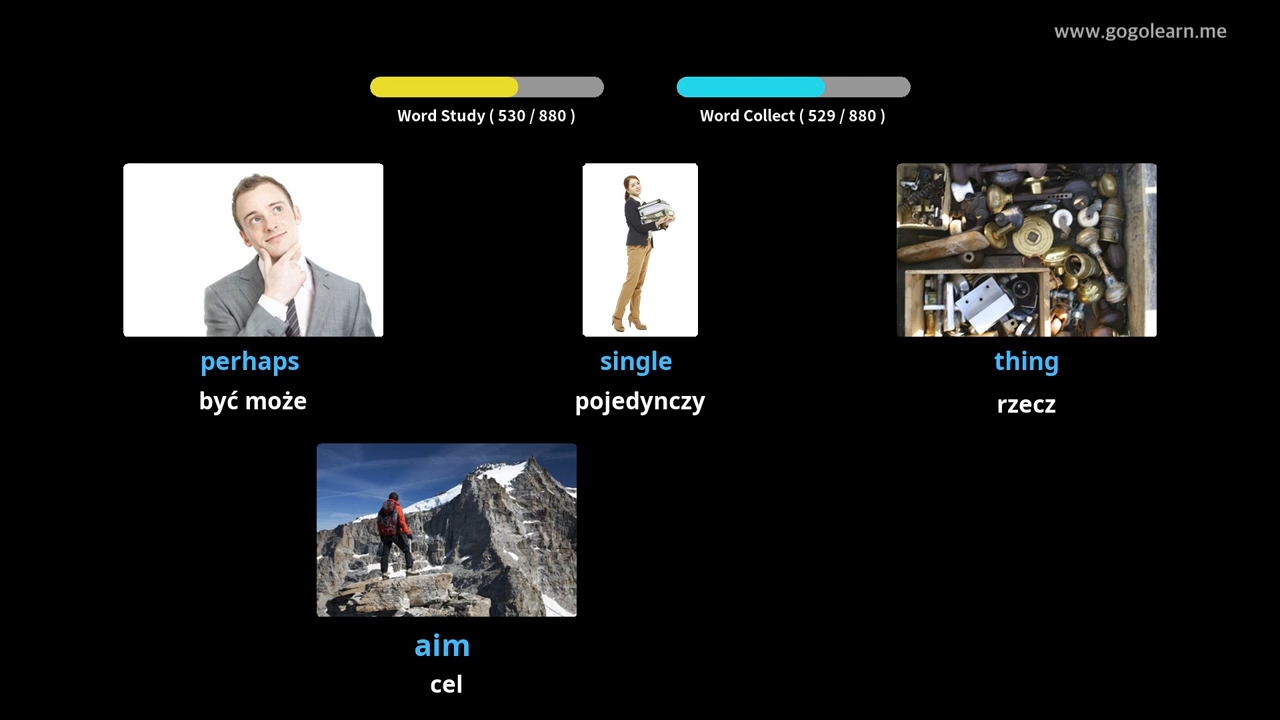 www.gogolearn.me
Word Study ( 530 / 880 )
Word Collect ( 529 / 880 )
perhaps
być może
single
pojedynczy
thing
rzecz
aim
cel